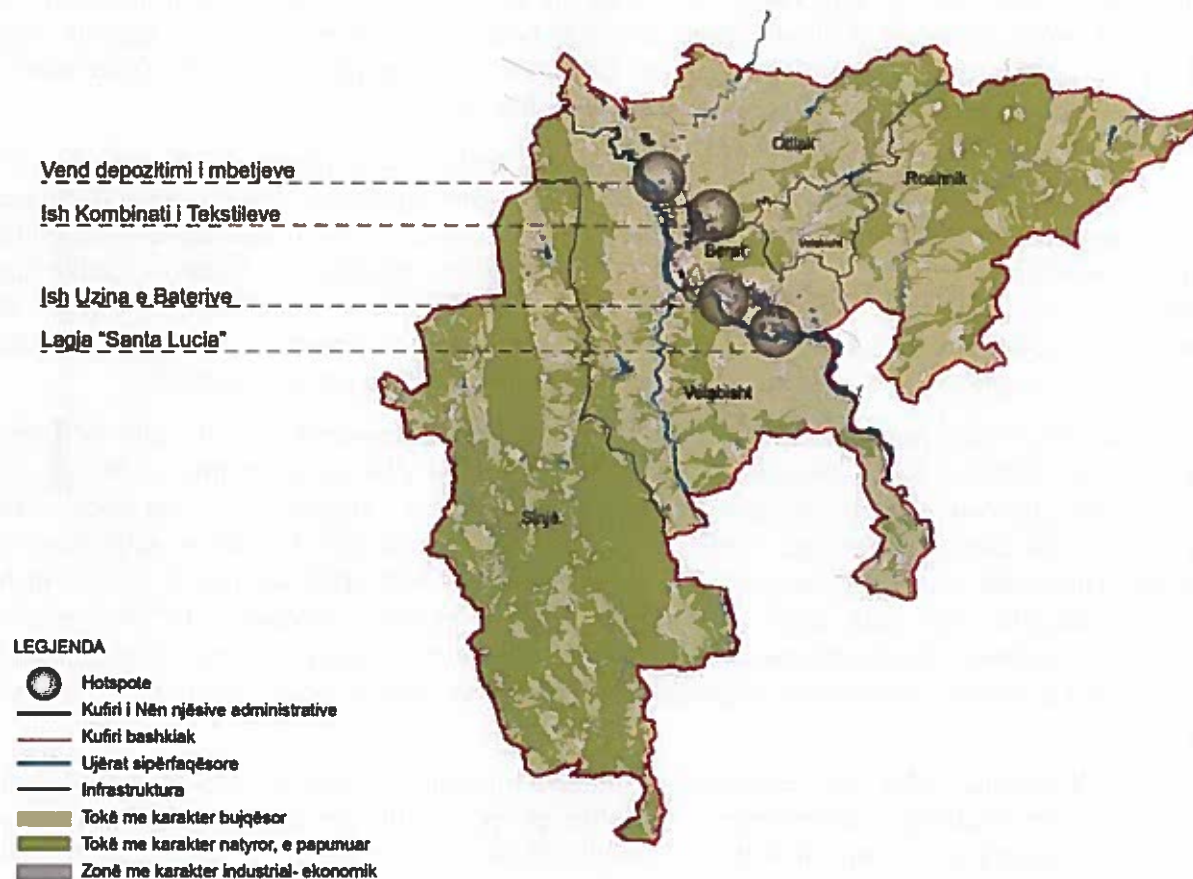 Vend depozitimi i mbetjeve
Ish Kombinati i Tekstileve
Ish Uzina e Baterive
Lagja "Santa Lucia"
Otllak
Roshnik
Berat
Velabisht
Sinjë
LEGJENDA
Hotspote
Kufiri i Nën njësive administrative
Kufiri bashkiak
Ujërat sipërfaqësore
Infrastruktura
Tokë me karakter bujqësor
Tokë me karakter natyror, e papunuar
Zonë me karakter industrial- ekonomik